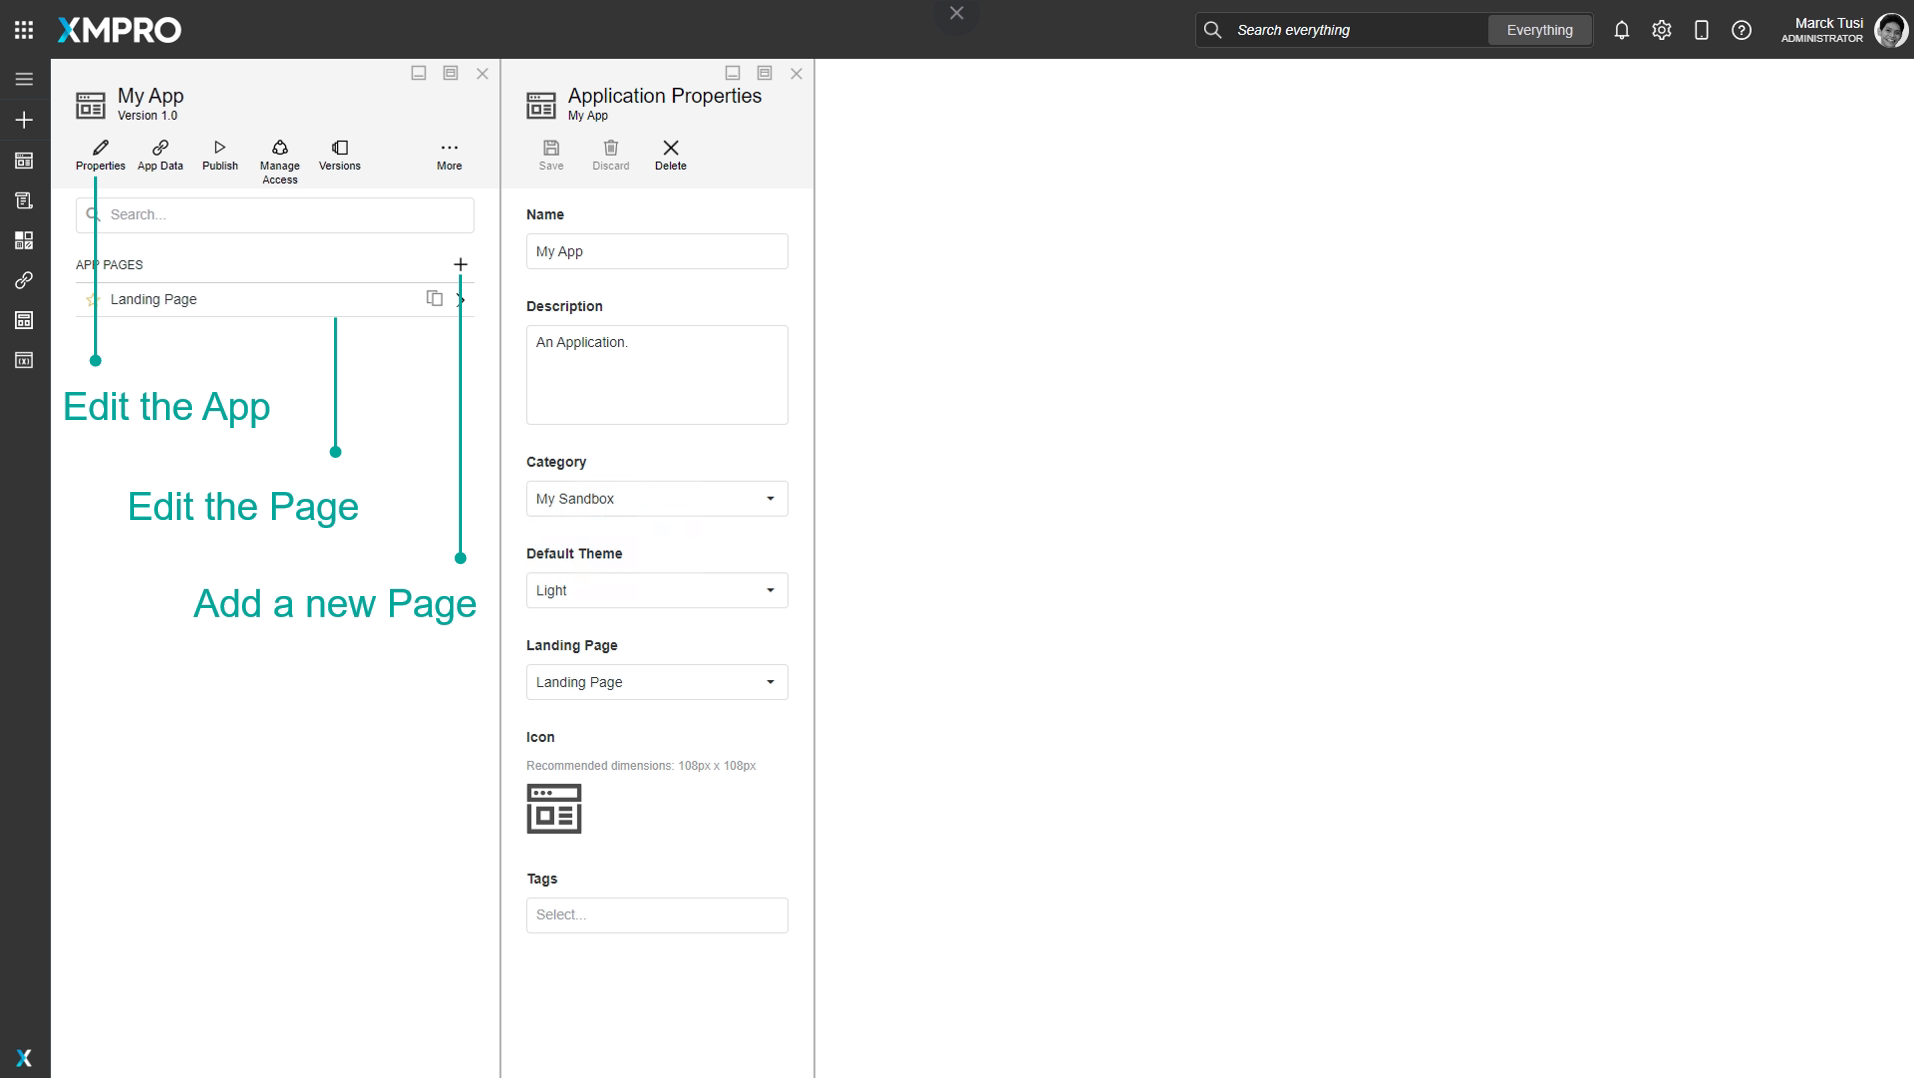 XMPRO
Search everything
Everything
Marck Tusi
ADMINISTRATOR
My App
Version 1.0
Properties
App Data
Publish
Manage
Access
Versions
More
Search...
APP PAGES
Landing Page
Edit the App
Edit the Page
Add a new Page
Application Properties
My App
Save
Discard
Delete
Name
My App
Description
An Application.
Category
My Sandbox
Default Theme
Light
Landing Page
Landing Page
Icon
Recommended dimensions: 108px x 108px
Tags
Select...